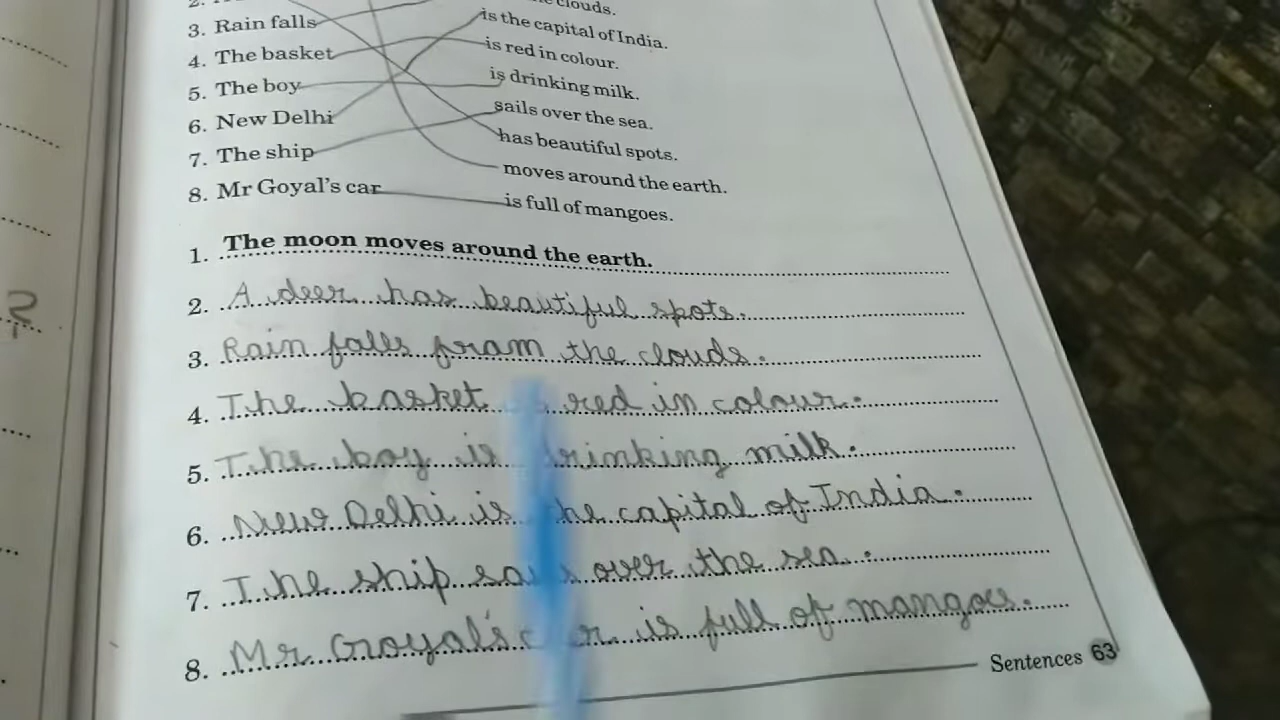 clouds.
3. Rain falls
is the capital of India.
4. The basket
is red in colour.
5. The boy
is drinking milk.
6. New Delhi
sails over the sea.
7. The ship
has beautiful spots.
8. Mr Goyal's car
moves around the earth.
is full of mangoes.
1. The moon moves around the earth.
2. A deer has beautiful spots.
3. Rain falls fram the clouds.
4. The basket red in colour.
5. The boy is drinking milk.
6. New Delhi is the capital of India.
7. The ship sails over the sea.
8. Mr. Goyal's car is full of mangoes.
Sentences 63